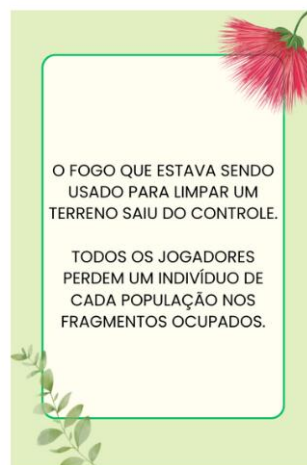 O FOGO QUE ESTAVA SENDO
USADO PARA LIMPAR UM
TERRENO SAIU DO CONTROLE.
TODOS OS JOGADORES
PERDEM UM INDIVÍDUO DE
CADA POPULAÇÃO NOS
FRAGMENTOS OCUPADOS.